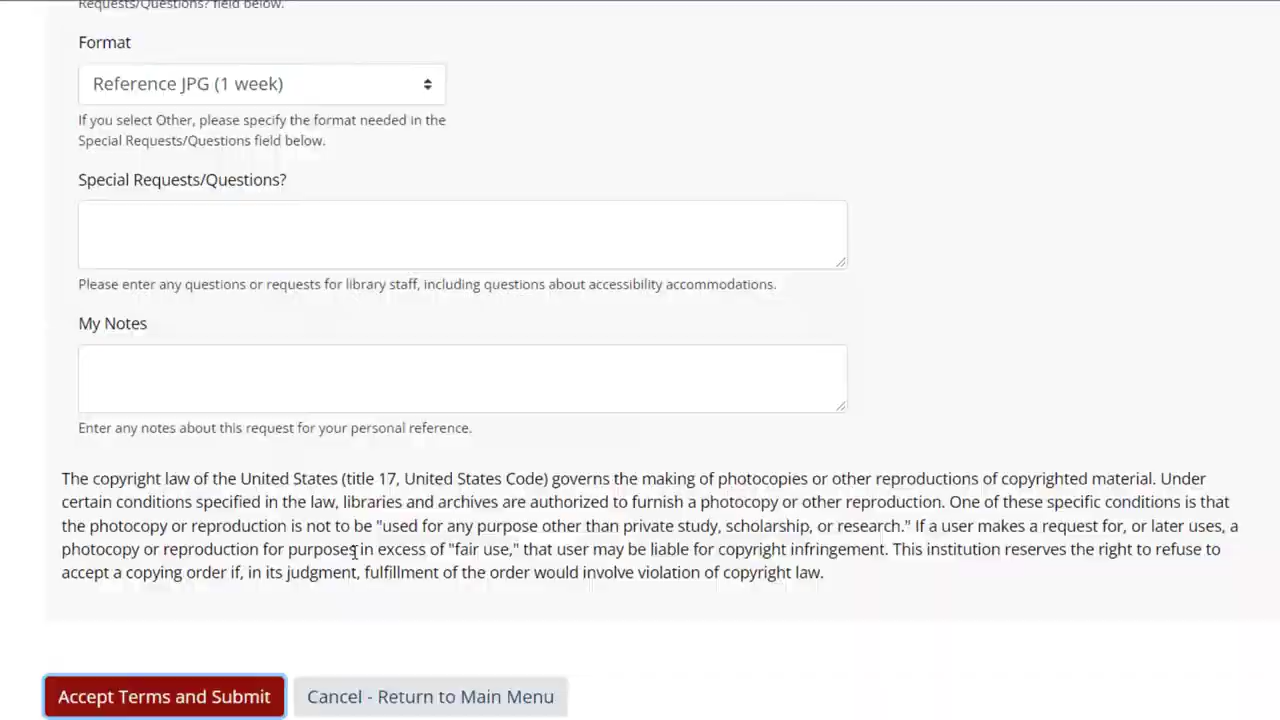 Requests/Questions? field below.
Format
Reference JPG (1 week)
If you select Other, please specify the format needed in the
Special Requests/Questions field below.
Special Requests/Questions?
Please enter any questions or requests for library staff, including questions about accessibility accommodations.
My Notes
Enter any notes about this request for your personal reference.
The copyright law of the United States (title 17, United States Code) governs the making of photocopies or other reproductions of copyrighted material. Under
certain conditions specified in the law, libraries and archives are authorized to furnish a photocopy or other reproduction. One of these specific conditions is that
the photocopy or reproduction is not to be "used for any purpose other than private study, scholarship, or research." If a user makes a request for, or later uses, a
photocopy or reproduction for purposes in excess of "fair use," that user may be liable for copyright infringement. This institution reserves the right to refuse to
accept a copying order if, in its judgment, fulfillment of the order would involve violation of copyright law.
Accept Terms and Submit
Cancel - Return to Main Menu